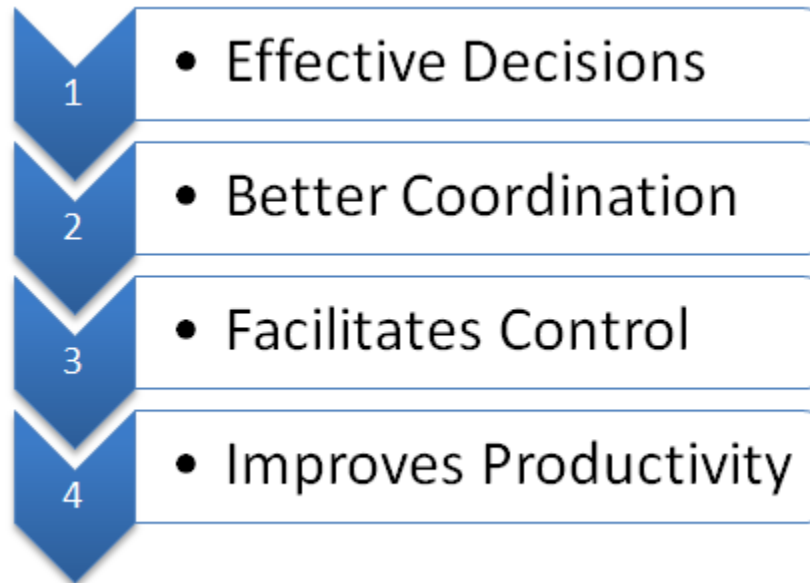 1
• Effective Decisions
2
• Better Coordination
3
• Facilitates Control
4
• Improves Productivity